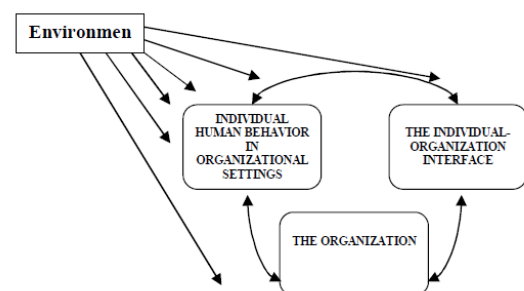 Environmen
INDIVIDUAL
HUMAN BEHAVIOR
IN
ORGANIZATIONAL
SETTINGS
THE INDIVIDUAL-
ORGANIZATION
INTERFACE
THE ORGANIZATION